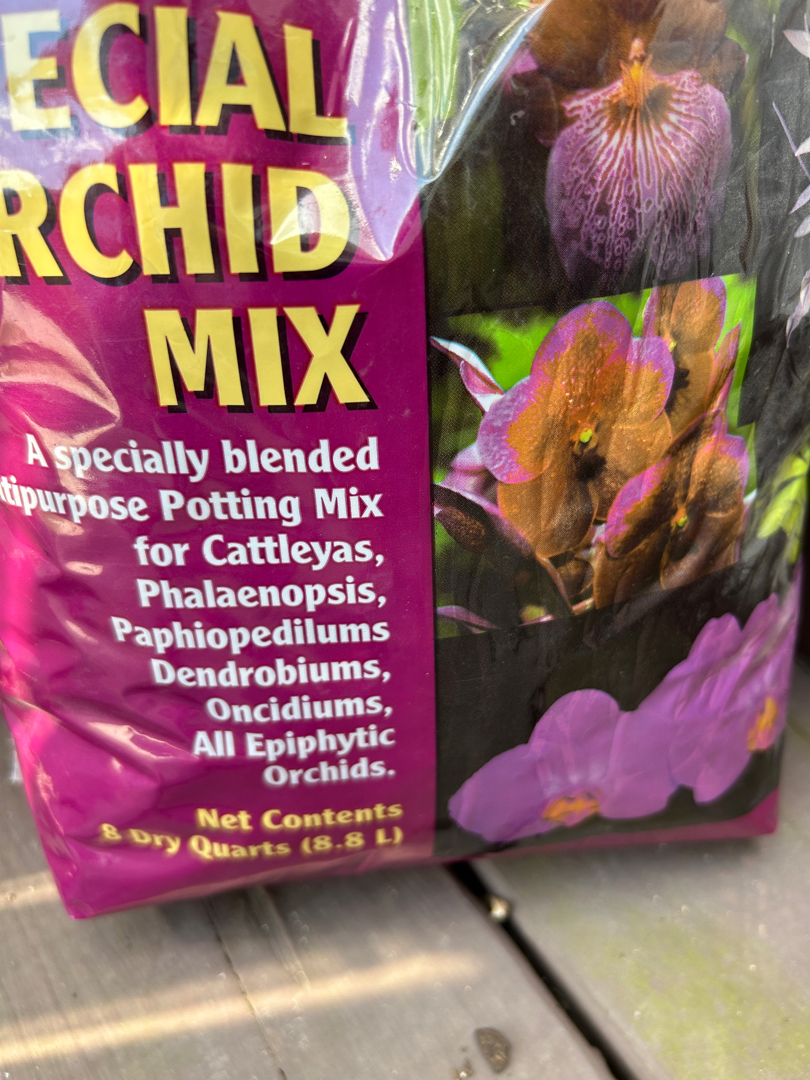 ECIAL
RCHID
MIX
A specially blended
tipurpose Potting Mix
for Cattleyas,
Phalaenopsis,
Paphiopedilums
Dendrobiums,
Oncidiums,
All Epiphytic
Orchids.
Net Contents
8 Dry Quarts (8.8 L)